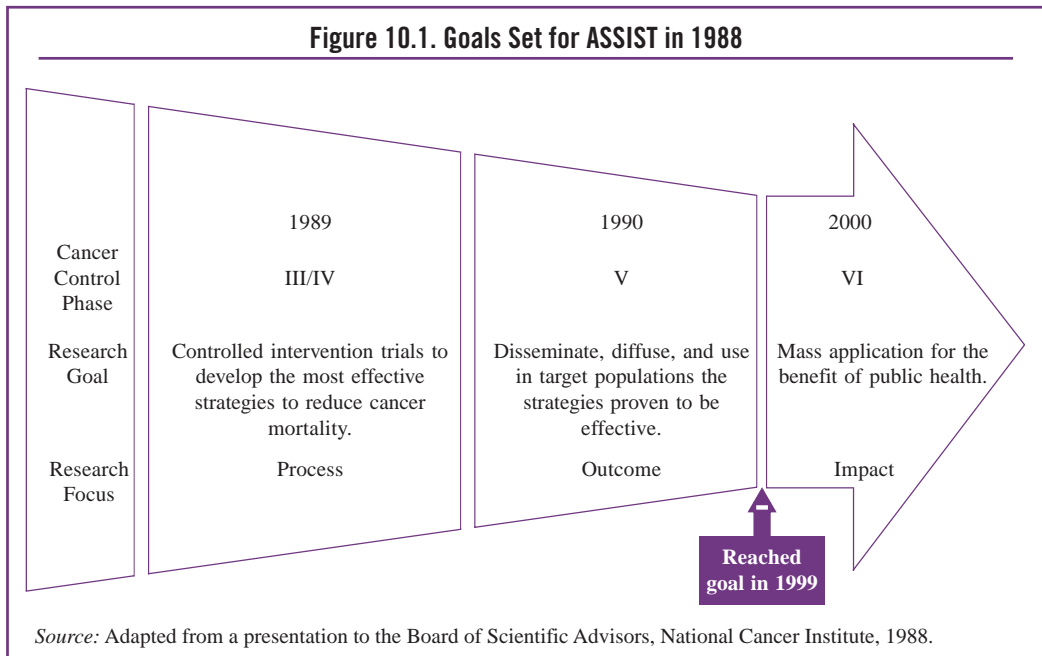 Figure 10.1. Goals Set for ASSIST in 1988
Cancer
Control
Phase
Research
Goal
Research
Focus
1989
III/IV
Controlled intervention trials to
develop the most effective
strategies to reduce cancer
mortality.
Process
1990
V
Disseminate, diffuse, and use
in target populations the
strategies proven to be
effective.
Outcome
2000
VI
Mass application for the
benefit of public health.
Impact
Reached
goal in 1999
Source: Adapted from a presentation to the Board of Scientific Advisors, National Cancer Institute, 1988.